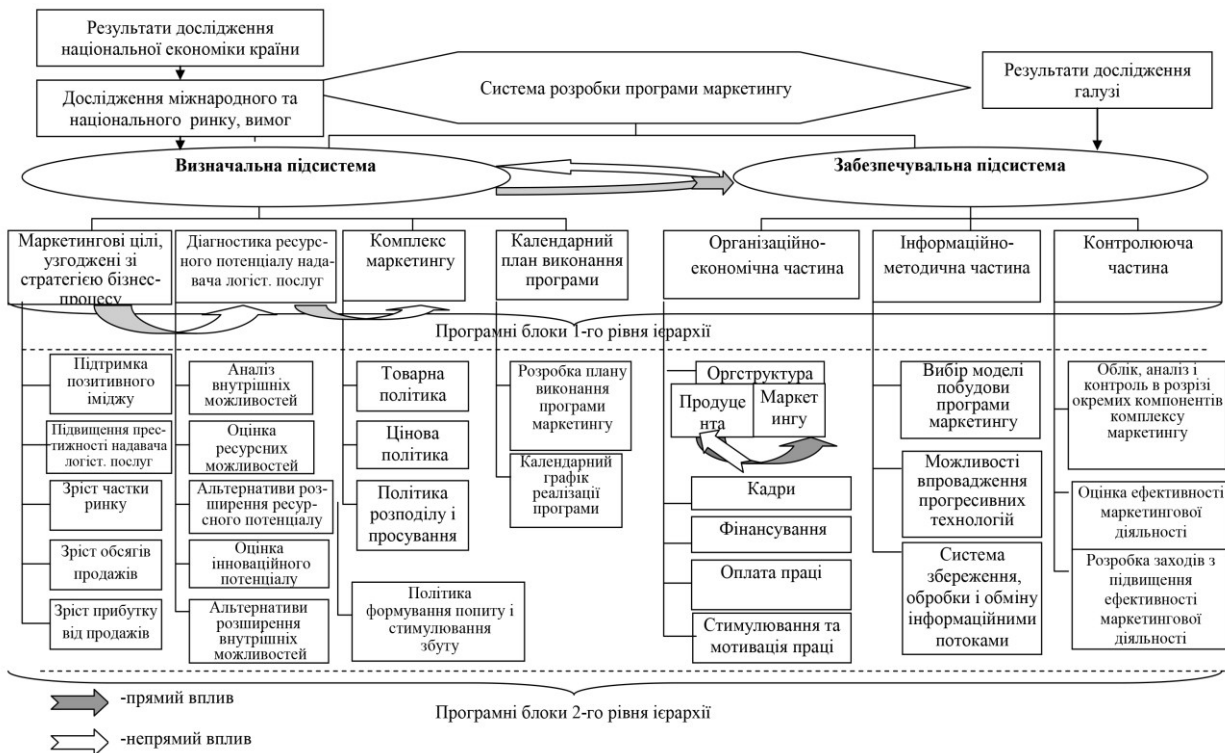 Результати дослідження
національної економіки країни
Дослідження міжнародного та
національного ринку, вимог
Система розробки програми маркетингу
Результати дослідження
галузі
Визначальна підсистема
Забезпечувальна підсистема
Маркетингові цілі,
узгоджені зі
стратегією бізнес-
процесу
Діагностика ресурс-
ного потенціалу нада-
вача логіст. послуг
Комплекс
маркетингу
Календарний
план виконання
програми
Організаційно-
економічна частина
Інформаційно-
методична частина
Контролююча
частина
Програмні блоки 1-го рівня ієрархії
Підтримка
позитивного
іміджу
Підвищення прес-
тижності надавача
логіст. послуг
Зріст частки
ринку
Зріст обсягів
продажів
Зріст прибутку
від продажів
Аналіз
внутрішніх
можливостей
Оцінка
ресурсних
можливостей
Альтернативи роз-
ширення ресур-
сного потенціалу
Оцінка
інноваційного
потенціалу
Альтернативи
розширення
внутрішніх
можливостей
Товарна
політика
Цінова
політика
Політика
розподілу і
просування
Політика
формування попиту і
стимулювання
збуту
Розробка плану
виконання
програми
маркетингу
Календарний
графік
реалізації
програми
Оргструктура
Продуце
нта
Маркет
ингу
Кадри
Фінансування
Оплата праці
Стимулювання та
мотивація праці
Вибір моделі
побудови
програми
маркетингу
Можливості
впровадження
прогресивних
технологій
Система
збереження,
обробки і обміну
інформаційними
потоками
Облік, аналіз і
контроль в розрізі
окремих компонентів
комплексу
маркетингу
Оцінка ефективності
маркетингової
діяльності
Розробка заходів з
підвищення
ефективності
маркетингової
діяльності
-прямий вплив
Програмні блоки 2-го рівня ієрархії
-непрямий вплив